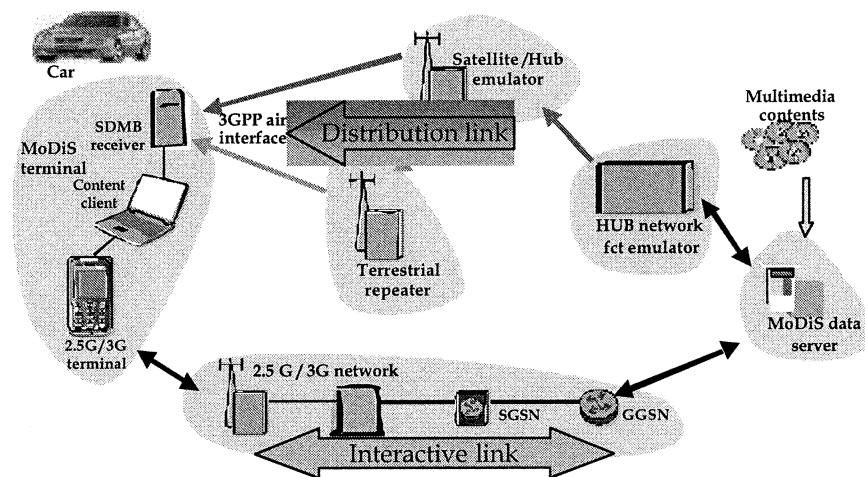 Car
Satellite/Hub
emulator
SDMB
receiver
3GPP air
interface
Distribution link
Multimedia
contents
MoDiS
terminal
Content
client
HUB network
fct emulator
Terrestrial
repeater
MoDiS data
server
2.5G/3G
terminal
2.5 G / 3G network
SGSN
GGSN
Interactive link